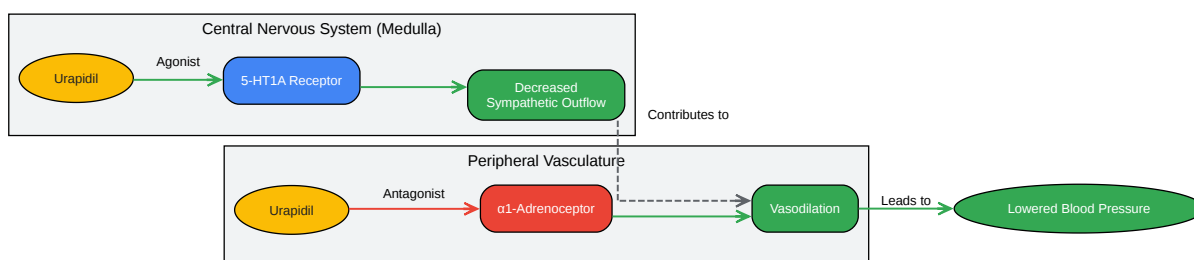 Central Nervous System (Medulla)
Urapidil
Agonist
5-HT1A Receptor
Decreased
Sympathetic Outflow
Contributes to
Peripheral Vasculature
Urapidil
Antagonist
α1-Adrenoceptor
Vasodilation
Leads to
Lowered Blood Pressure